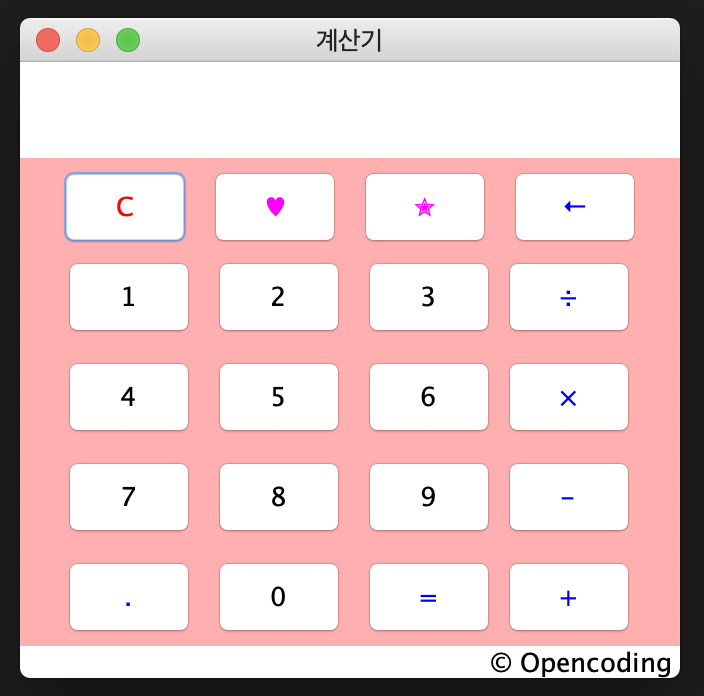 계산기
C ♥ ✯ ←
1 2 3 ÷
4 5 6 ×
7 8 9 -
. 0 = +
© Opencoding